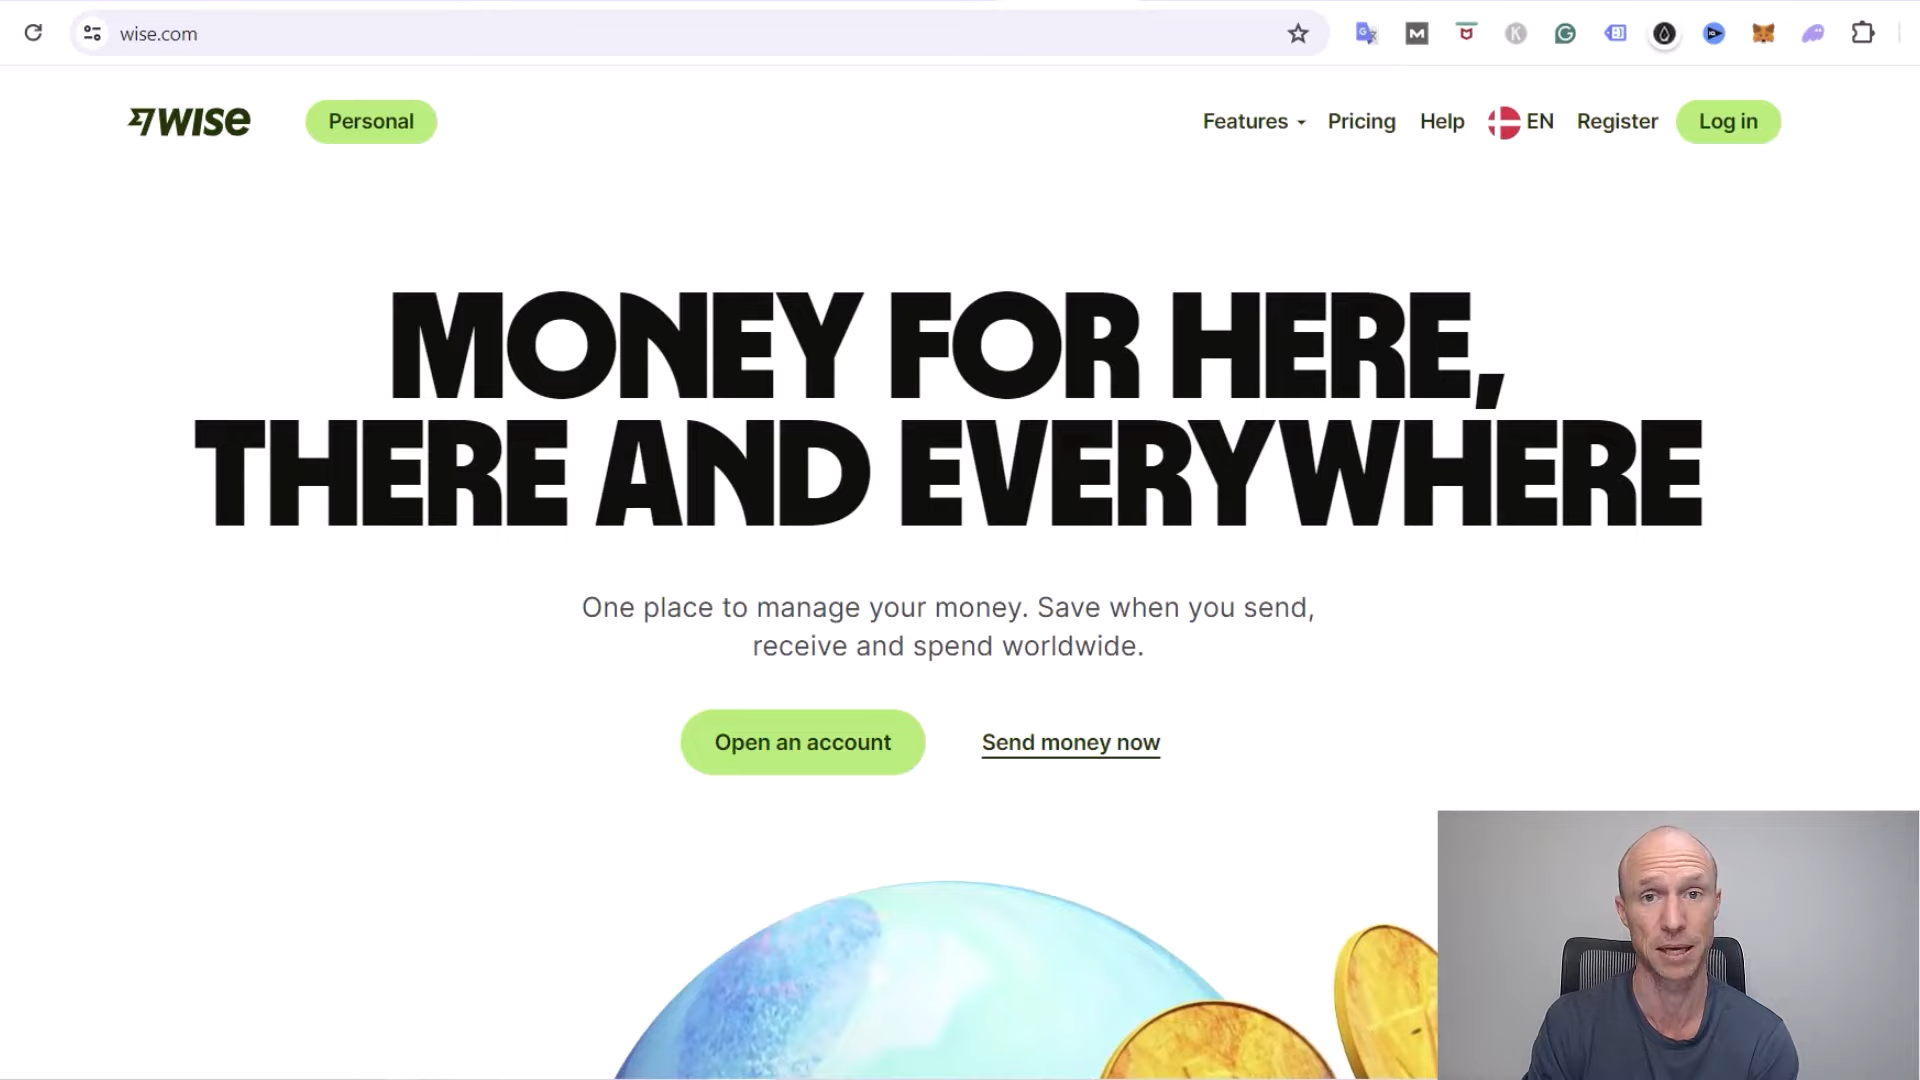 wise.com
WISE
Personal
Features
Pricing
Help
EN
Register
Log in
MONEY FOR HERE,
THERE AND EVERYWHERE
One place to manage your money. Save when you send,
receive and spend worldwide.
Open an account
Send money now